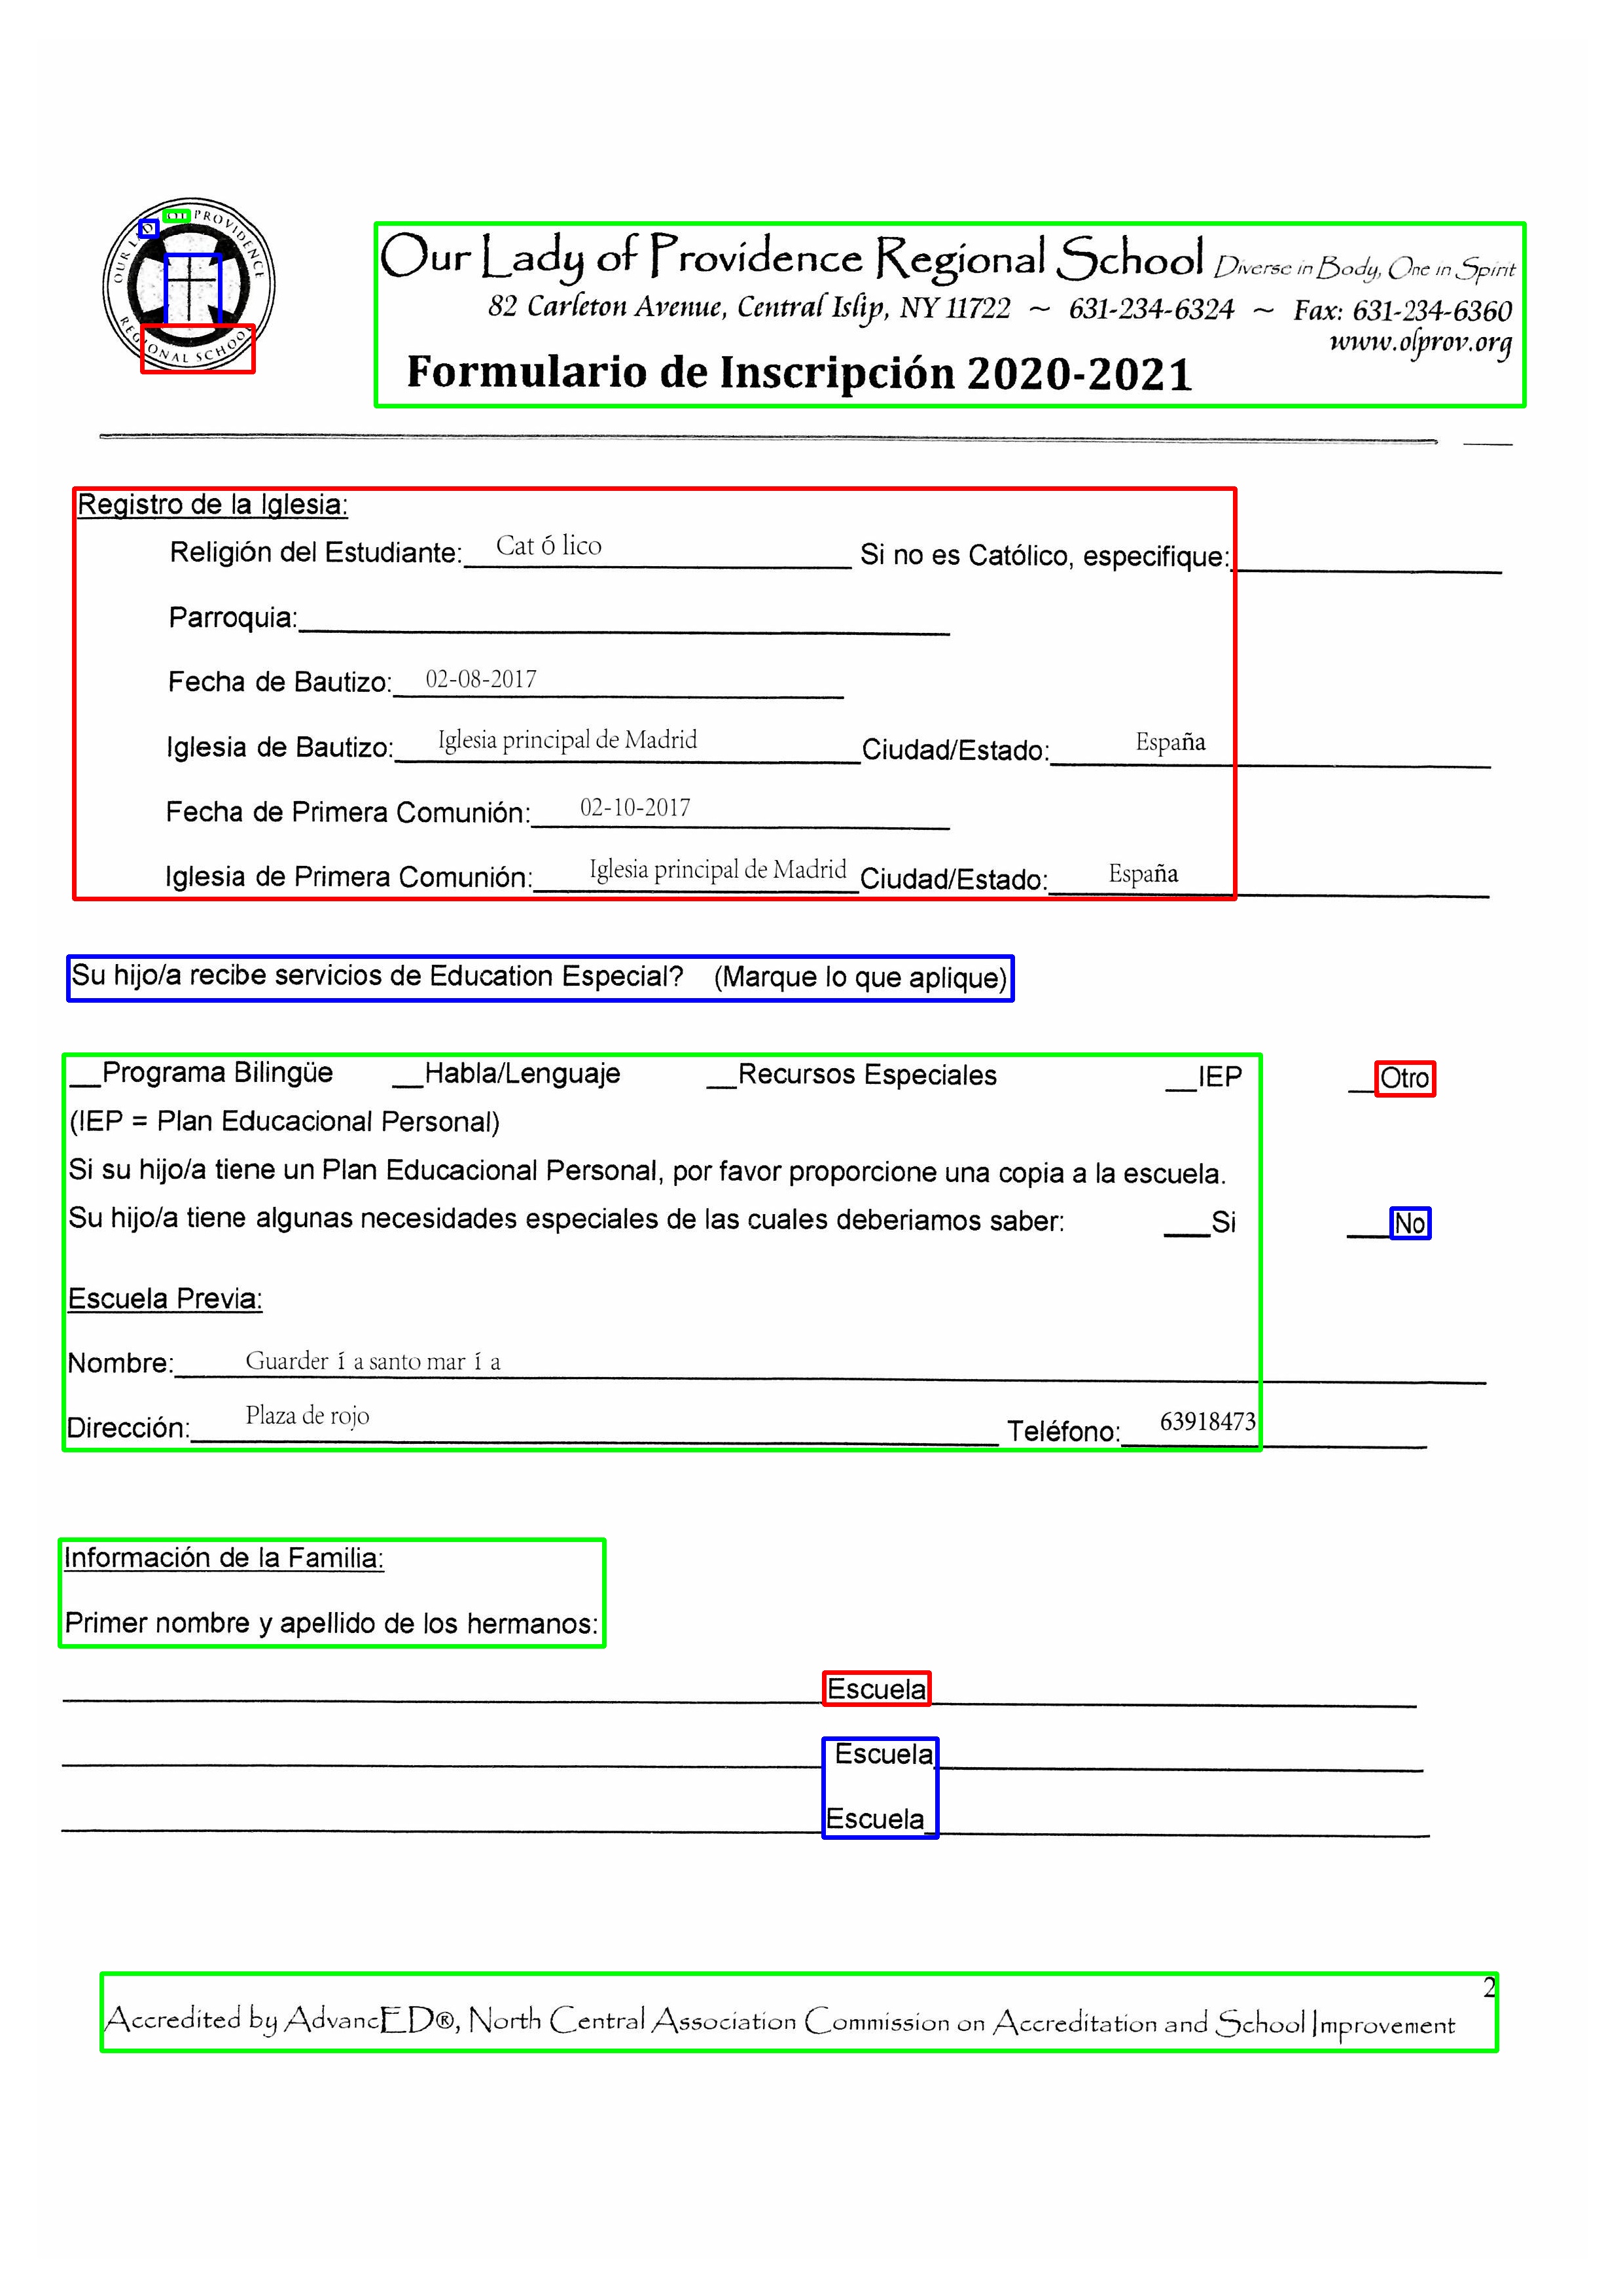 OUR LADY OF PROVIDENCE
REGIONAL SCHOOL
Our Lady of Providence Regional School Diverse in Body, One in Spirit
82 Carleton Avenue, Central Islip, NY 11722 ~ 631-234-6324 ~ Fax: 631-234-6360
www.olprov.org
Formulario de Inscripción 2020-2021
Registro de la Iglesia:
Religión del Estudiante: Cat ó lico Si no es Católico, especifique:
Parroquia:
Fecha de Bautizo: 02-08-2017
Iglesia de Bautizo: Iglesia principal de Madrid Ciudad/Estado: España
Fecha de Primera Comunión: 02-10-2017
Iglesia de Primera Comunión: Iglesia principal de Madrid Ciudad/Estado: España
Su hijo/a recibe servicios de Education Especial? (Marque lo que aplique)
__Programa Bilingüe __Habla/Lenguaje __Recursos Especiales __IEP __Otro
(IEP = Plan Educacional Personal)
Si su hijo/a tiene un Plan Educacional Personal, por favor proporcione una copia a la escuela.
Su hijo/a tiene algunas necesidades especiales de las cuales deberiamos saber: ___Si ___No
Escuela Previa:
Nombre: Guarder í a santo mar í a
Dirección: Plaza de rojo Teléfono: 63918473
Información de la Familia:
Primer nombre y apellido de los hermanos:
Escuela
Escuela
Escuela
2
Accredited by AdvancED®, North Central Association Commission on Accreditation and School Improvement